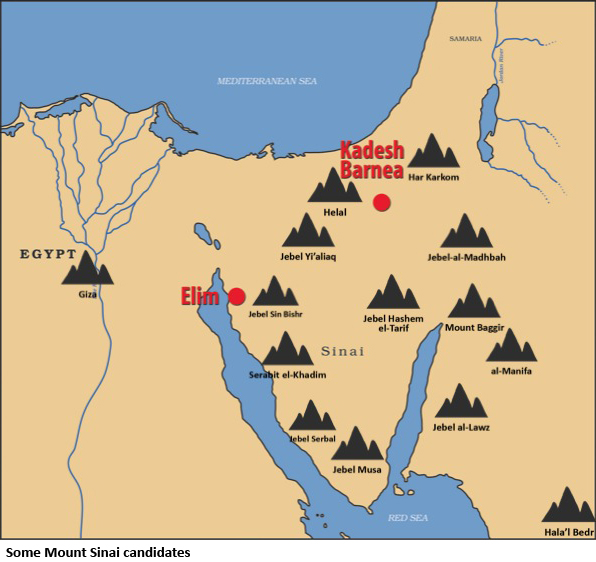 SAMARIA
Jordan River
MEDITERRANEAN SEA
Kadesh
Barnea
Har Karkom
Helal
Jebel Yi'aliaq
Jebel-al-Madhbah
EGYPT
Giza
Elim
Jebel Sin Bishr
Jebel Hashem
el-Tarif
Mount Baggir
Sinai
al-Manifa
Serabit el-Khadim
Jebel al-Lawz
Jebel Serbal
Jebel Musa
RED SEA
Hala'l Bedr
Some Mount Sinai candidates